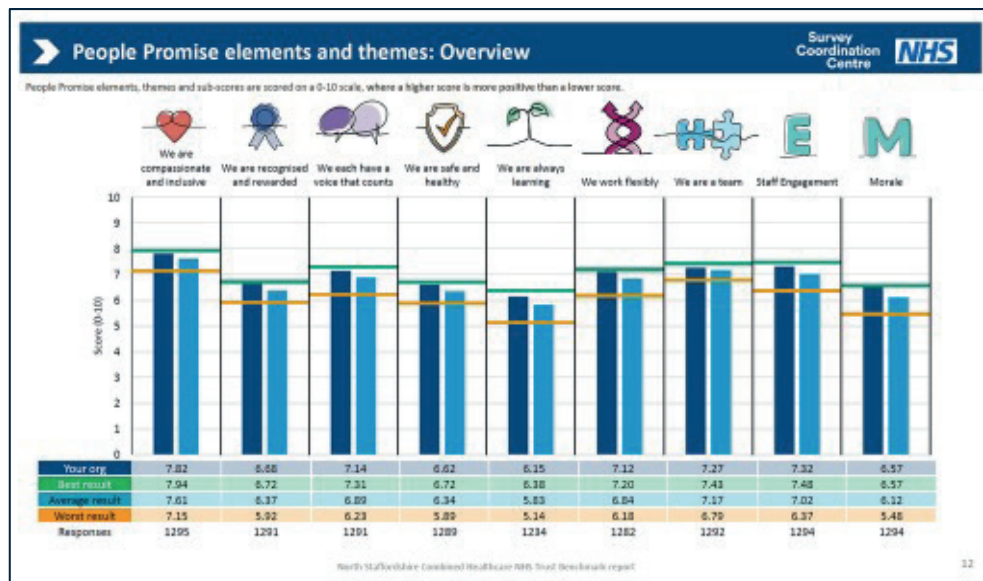 People Promise elements and themes: Overview
Survey
Coordination
Centre
NHS
People Promise elements, themes and sub-scores are scored on a 0-10 scale, where a higher score is more positive than a lower score.
We are
compassionate
and inclusive
We are recognised
and rewarded
We each have a
voice that counts
We are safe and
healthy
We are always
learning
We work flexibly
We are a team
E
Staff Engagement
M
Morale
Score (0-10)
10
9
8
7
6
5
4
3
2
1
0
Your org 7.82 6.68 7.14 6.62 6.15 7.12 7.27 7.32 6.57
Best result 7.94 6.72 7.31 6.72 6.38 7.20 7.43 7.48 6.57
Average result 7.61 6.37 6.89 6.34 5.83 6.84 7.17 7.02 6.12
Worst result 7.15 5.92 6.23 5.89 5.14 6.18 6.79 6.37 5.48
Responses 1295 1291 1291 1289 1234 1282 1292 1294 1294
North Staffordshire Combined Healthcare NHS Trust Benchmark report
12